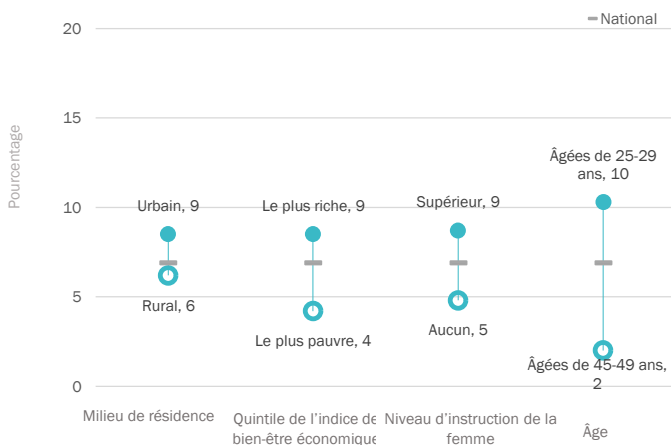 National
20
15
10
5
0
Pourcentage
Âgées de 25-29
ans, 10
Urbain, 9
Le plus riche, 9
Supérieur, 9
Rural, 6
Le plus pauvre, 4
Aucun, 5
Âgées de 45-49 ans,
2
Milieu de résidence
Quintile de l’indice de
bien-être économique
Niveau d’instruction de la
femme
Âge